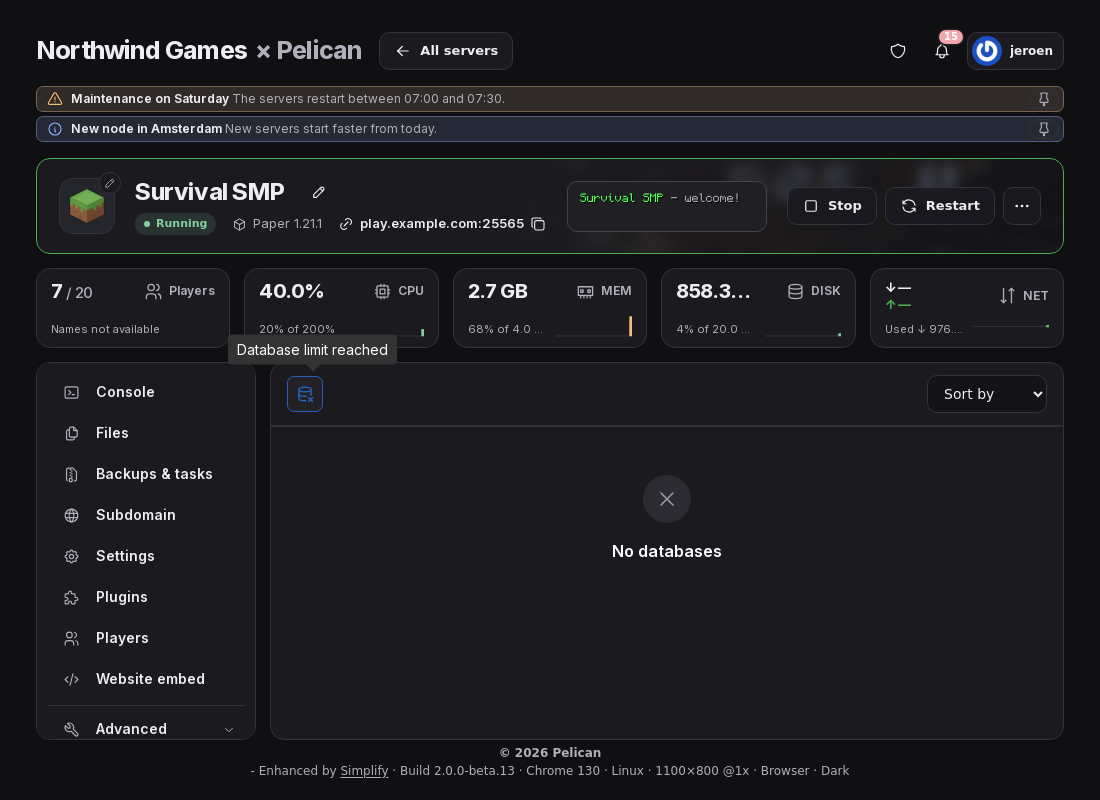 Northwind Games × Pelican
All servers
15
jeroen
Maintenance on Saturday The servers restart between 07:00 and 07:30.
New node in Amsterdam New servers start faster from today.
Survival SMP
Running
Paper 1.21.1
play.example.com:25565
Survival SMP — welcome!
Stop
Restart
7 / 20
Players
Names not available
40.0%
CPU
20% of 200%
2.7 GB
MEM
68% of 4.0 ...
858.3...
DISK
4% of 20.0 ...
↓—
↑—
NET
Used ↓ 976....
Database limit reached
Console
Files
Backups & tasks
Subdomain
Settings
Plugins
Players
Website embed
Advanced
Sort by
No databases
© 2026 Pelican
- Enhanced by Simplify · Build 2.0.0-beta.13 · Chrome 130 · Linux · 1100×800 @1x · Browser · Dark